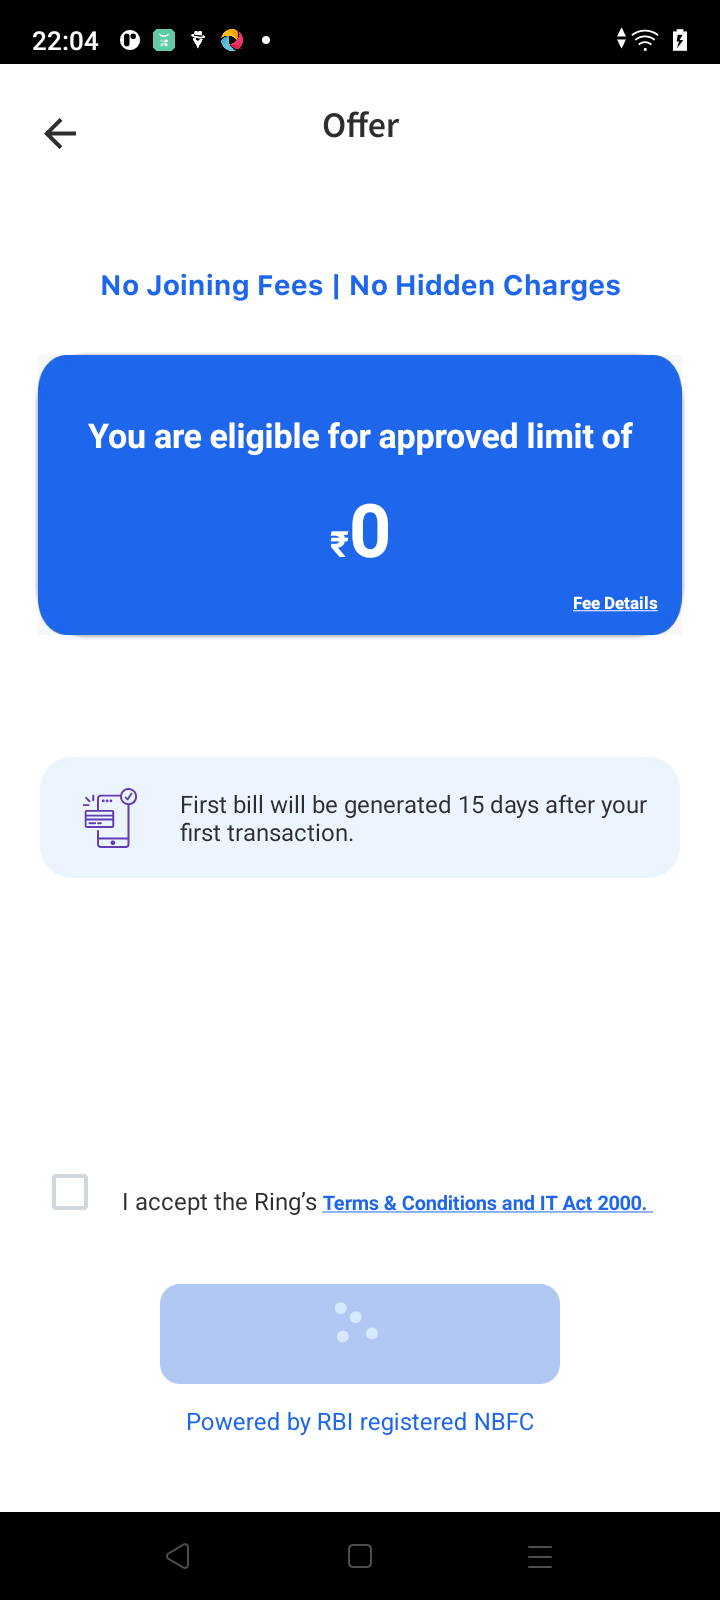 22:04
Offer
No Joining Fees | No Hidden Charges
You are eligible for approved limit of
₹0
Fee Details
First bill will be generated 15 days after your
first transaction.
I accept the Ring’s Terms & Conditions and IT Act 2000.
Powered by RBI registered NBFC